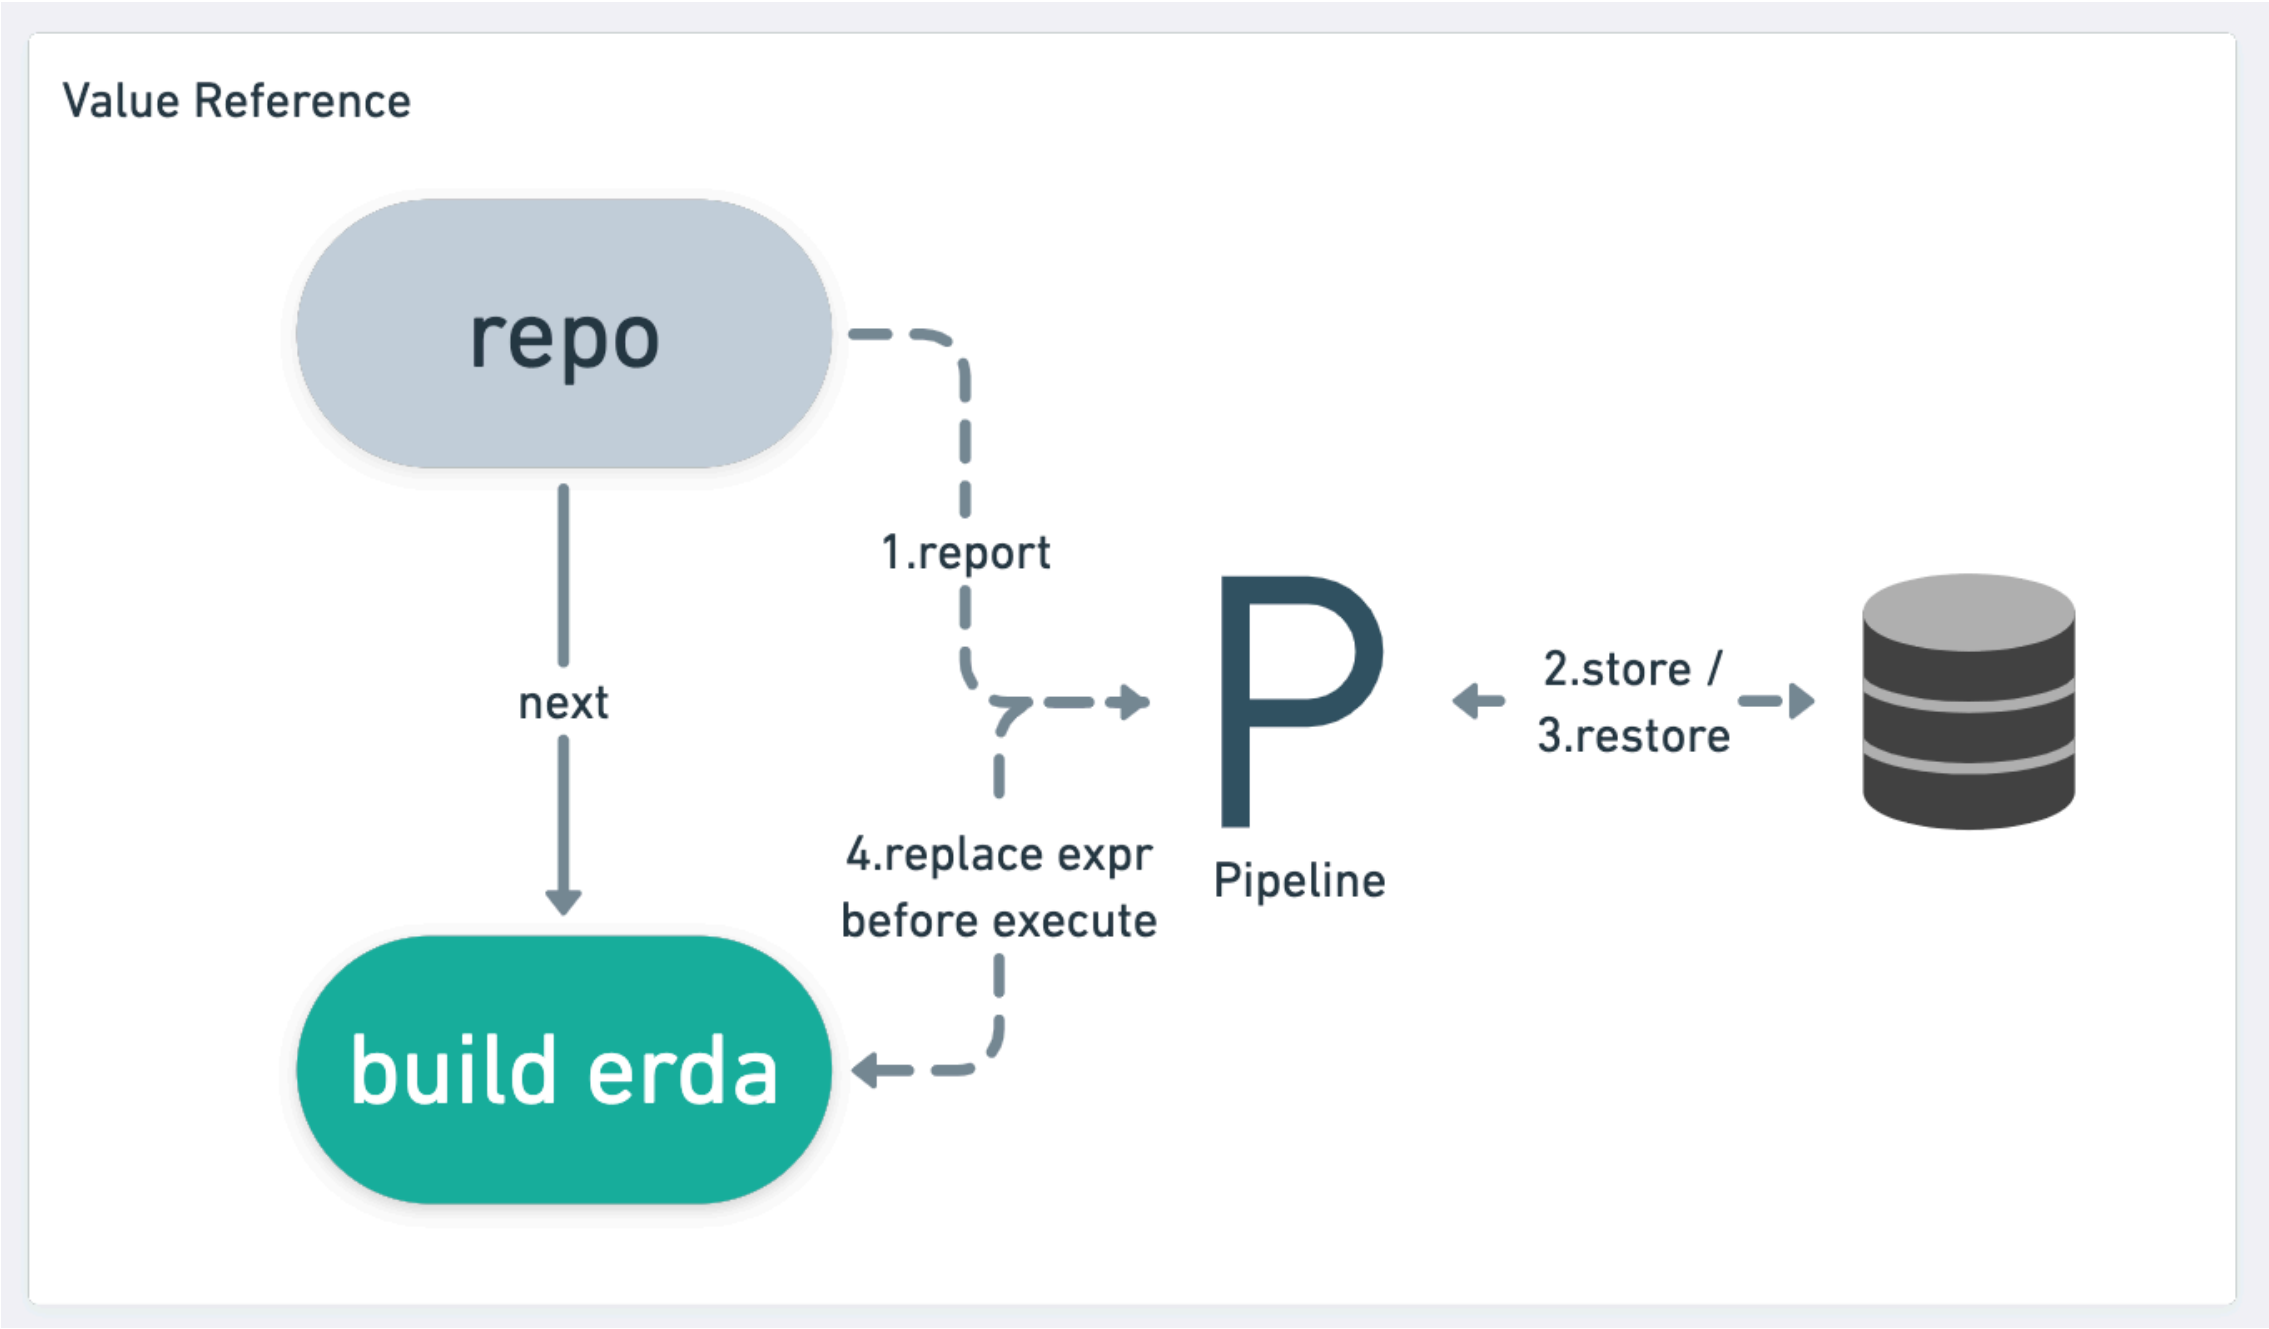 Value Reference
repo
1.report
next
2.store /
3.restore
P
4.replace expr
before execute
Pipeline
build erda